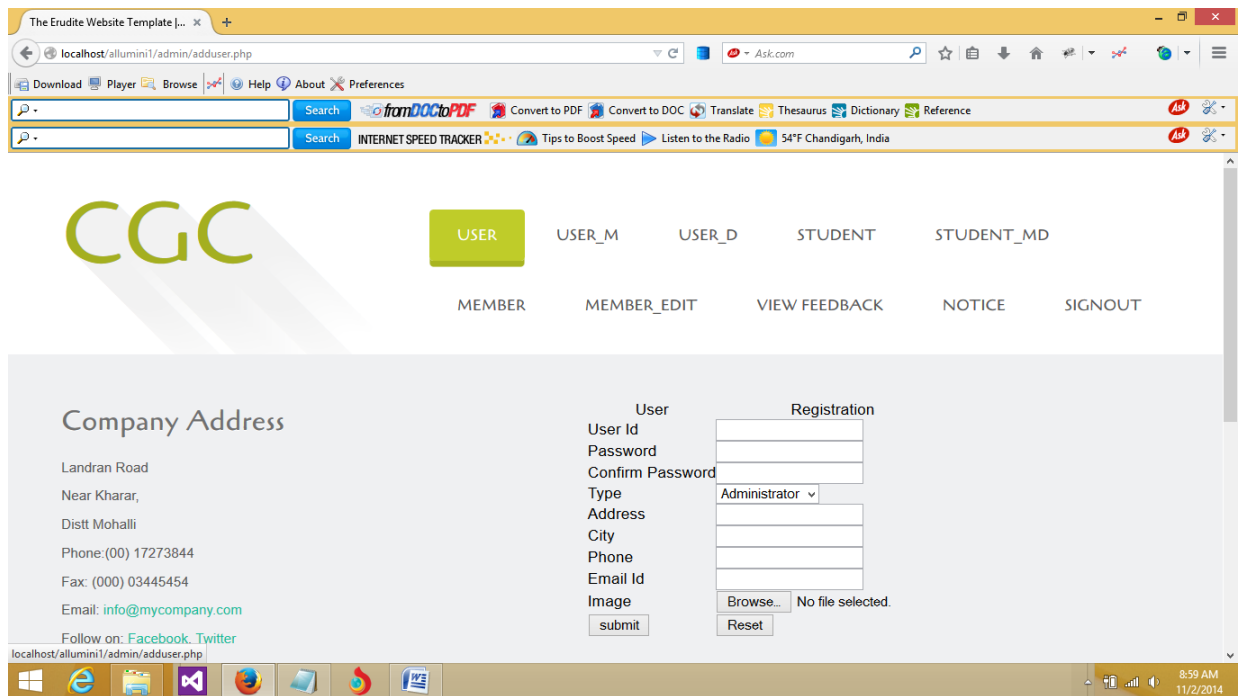 The Erudite Website Template |...
localhost/allumini1/admin/adduser.php
Ask.com
Download Player Browse Help About Preferences
Search fromDOCtoPDF Convert to PDF Convert to DOC Translate Thesaurus Dictionary Reference Ask
Search INTERNET SPEED TRACKER Tips to Boost Speed Listen to the Radio 54°F Chandigarh, India Ask
CGC
USER USER_M USER_D STUDENT STUDENT_MD
MEMBER MEMBER_EDIT VIEW FEEDBACK NOTICE SIGNOUT
Company Address
Landran Road
Near Kharar,
Distt Mohalli
Phone:(00) 17273844
Fax: (000) 03445454
Email: info@mycompany.com
Follow on: Facebook, Twitter
User Registration
User Id
Password
Confirm Password
Type Administrator
Address
City
Phone
Email Id
Image Browse... No file selected.
submit Reset
localhost/allumini1/admin/adduser.php
8:59 AM
11/2/2014